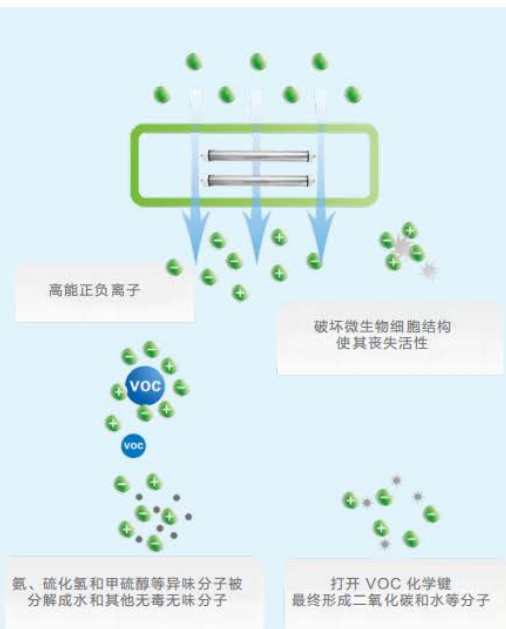 高能正负离子
破坏微生物细胞结构
使其丧失活性
VOC
VOC
氨、硫化氢和甲硫醇等异味分子被
分解成水和其他无毒无味分子
打开 VOC 化学键
最终形成二氧化碳和水等分子